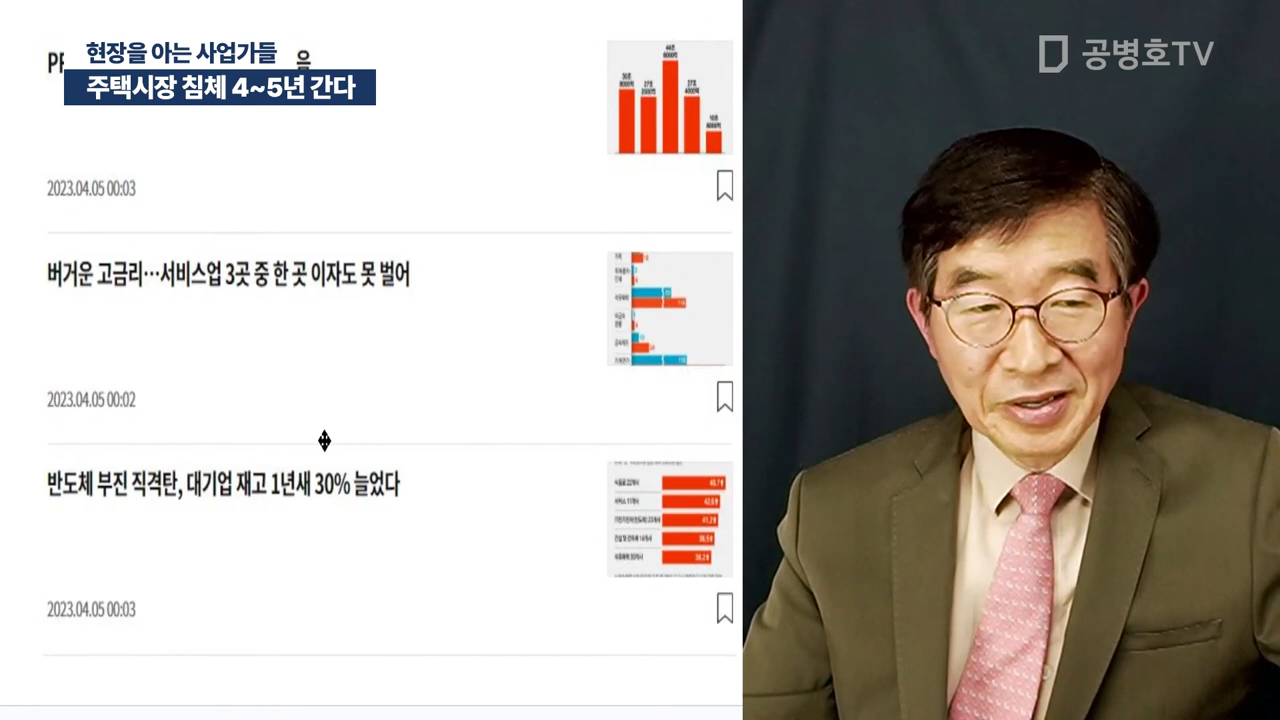 현장을 아는 사업가들
주택시장 침체 4~5년 간다
공병호TV
을
2023.04.05 00:03
버거운 고금리…서비스업 3곳 중 한 곳 이자도 못 벌어
2023.04.05 00:02
반도체 부진 직격탄, 대기업 재고 1년새 30% 늘었다
2023.04.05 00:03